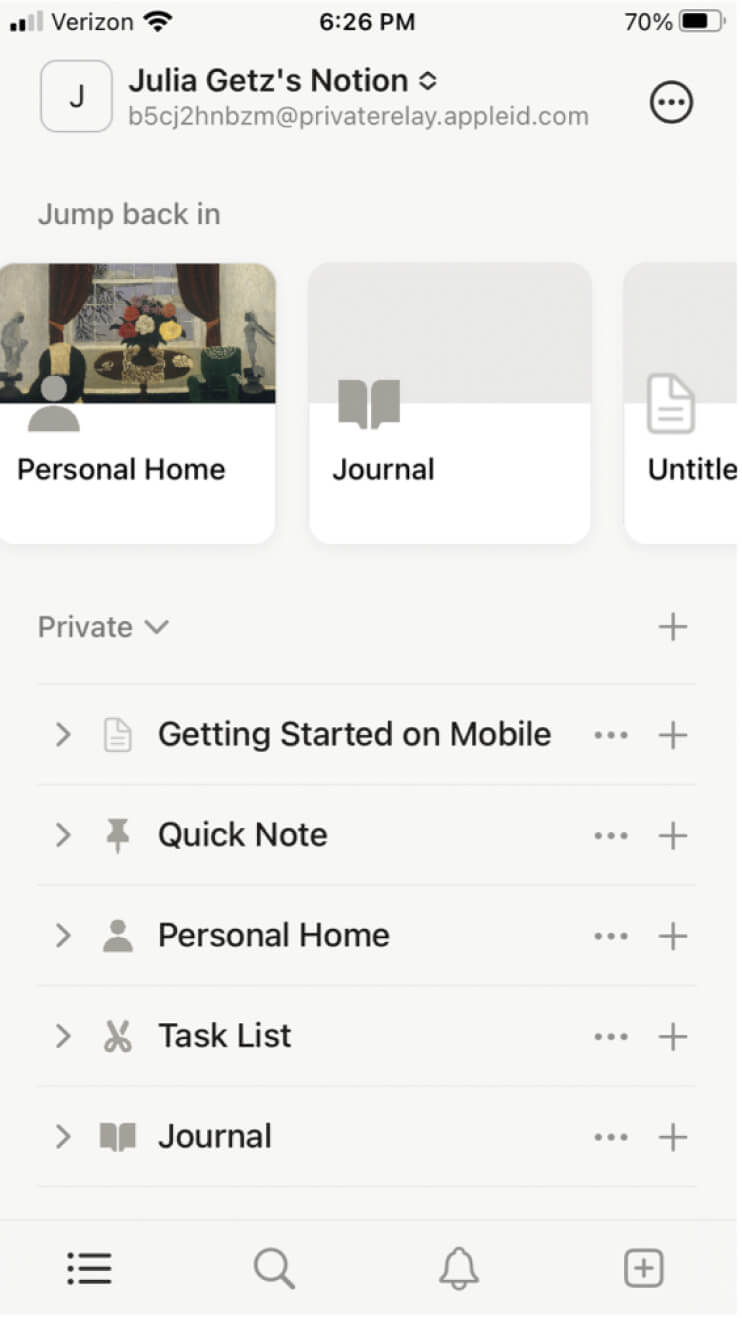 Verizon 6:26 PM 70%
J
Julia Getz's Notion
b5cj2hnbzm@privaterelay.appleid.com
Jump back in
Personal Home Journal Untitle
Private
Getting Started on Mobile
Quick Note
Personal Home
Task List
Journal